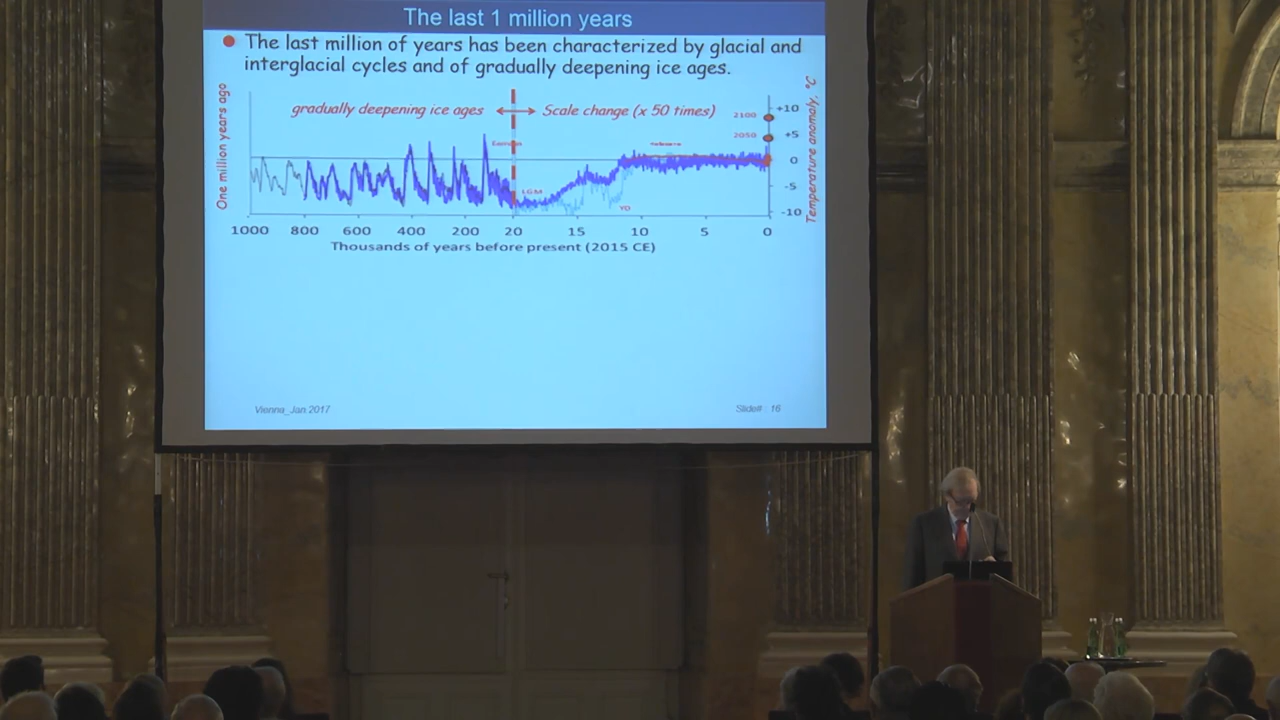 The last 1 million years
The last million of years has been characterized by glacial and
interglacial cycles and of gradually deepening ice ages.
One million years ago
gradually deepening ice ages
Scale change (x 50 times)
Temperature anomaly, °C
2100
2050
+10
+5
0
-5
-10
LGM
YD
1000 800 600 400 200 20 15 10 5 0
Thousands of years before present (2015 CE)
Vienna_Jan.2017
Slide# : 16